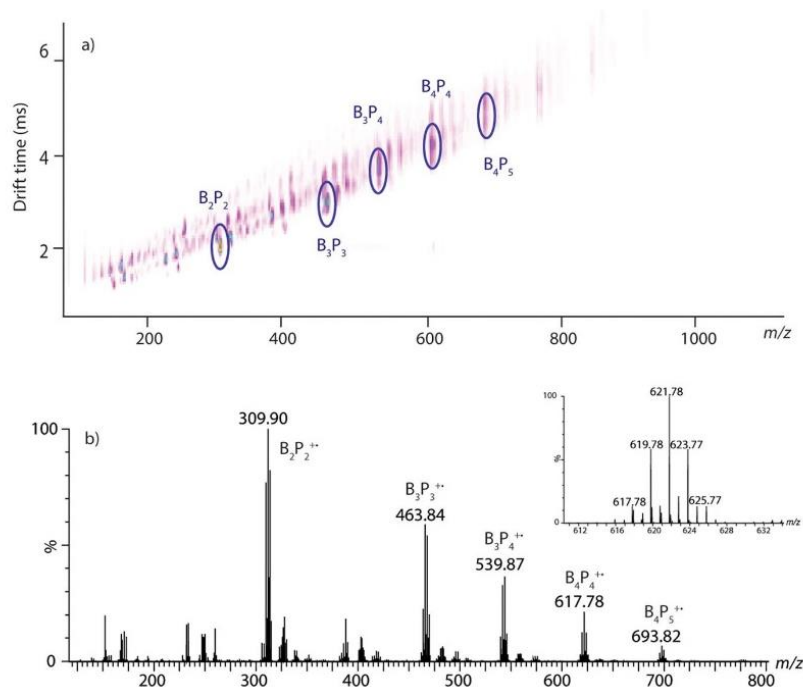 a)
6
4
2
Drift time (ms)
B₂P₂
B₃P₃
B₃P₄
B₄P₄
B₄P₅
200 400 600 800 1000 m/z
b)
100
50
0
%
309.90
B₂P₂⁺•
B₃P₃⁺•
463.84
B₃P₄⁺•
539.87
B₄P₄⁺•
617.78
B₄P₅⁺•
693.82
200 300 400 500 600 700 800 m/z
100
%
0
621.78
619.78 623.77
617.78 625.77
612 616 620 624 628 632 m/z